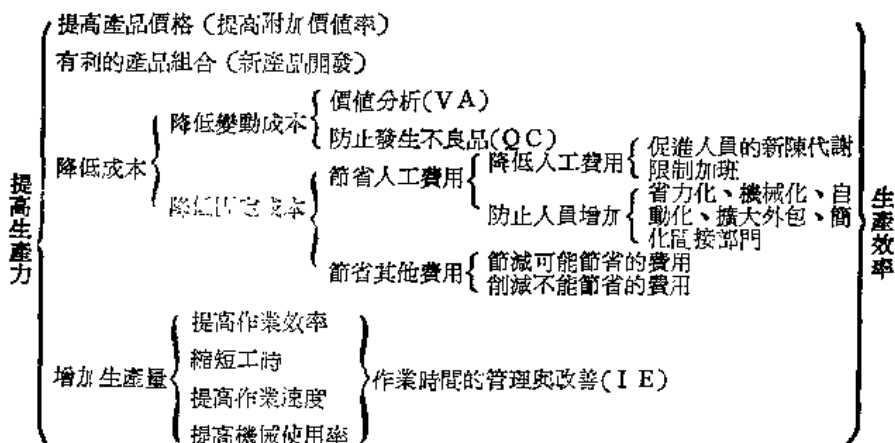 提高生產力
提高產品價格（提高附加價值率）
有利的產品組合（新產品開發）
降低成本
降低變動成本
價值分析(VA)
防止發生不良品(QC)
降低固定成本
節省人工費用
降低人工費用
促進人員的新陳代謝
限制加班
防止人員增加
省力化、機械化、自
動化、擴大外包、簡
化間接部門
節省其他費用
節減可能節省的費用
削減不能節省的費用
增加生產量
提高作業效率
縮短工時
提高作業速度
提高機械使用率
作業時間的管理與改善(IE)
生產效率